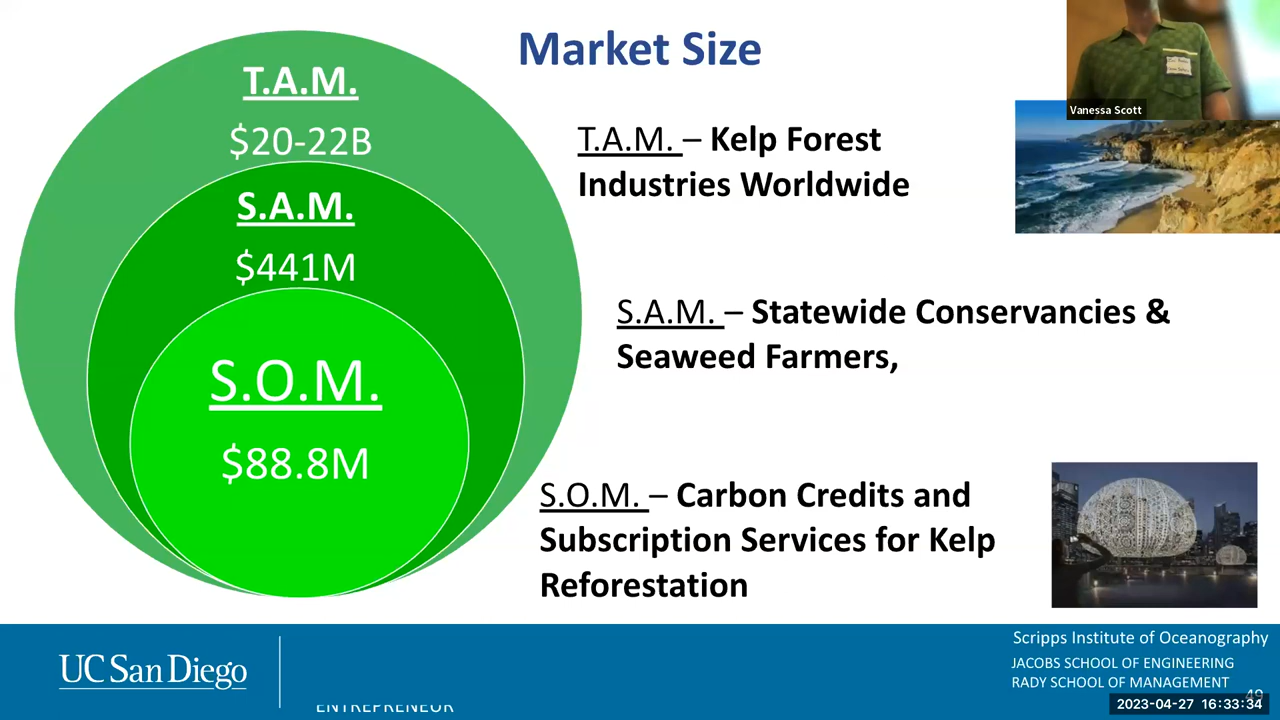 Market Size
T.A.M.
$20-22B
S.A.M.
$441M
S.O.M.
$88.8M
T.A.M. – Kelp Forest
Industries Worldwide
S.A.M. – Statewide Conservancies &
Seaweed Farmers,
S.O.M. – Carbon Credits and
Subscription Services for Kelp
Reforestation
Vanessa Scott
UC San Diego
ENTREPRENEUR
Scripps Institute of Oceanography
JACOBS SCHOOL OF ENGINEERING
RADY SCHOOL OF MANAGEMENT
49
2023-04-27 16:33:34